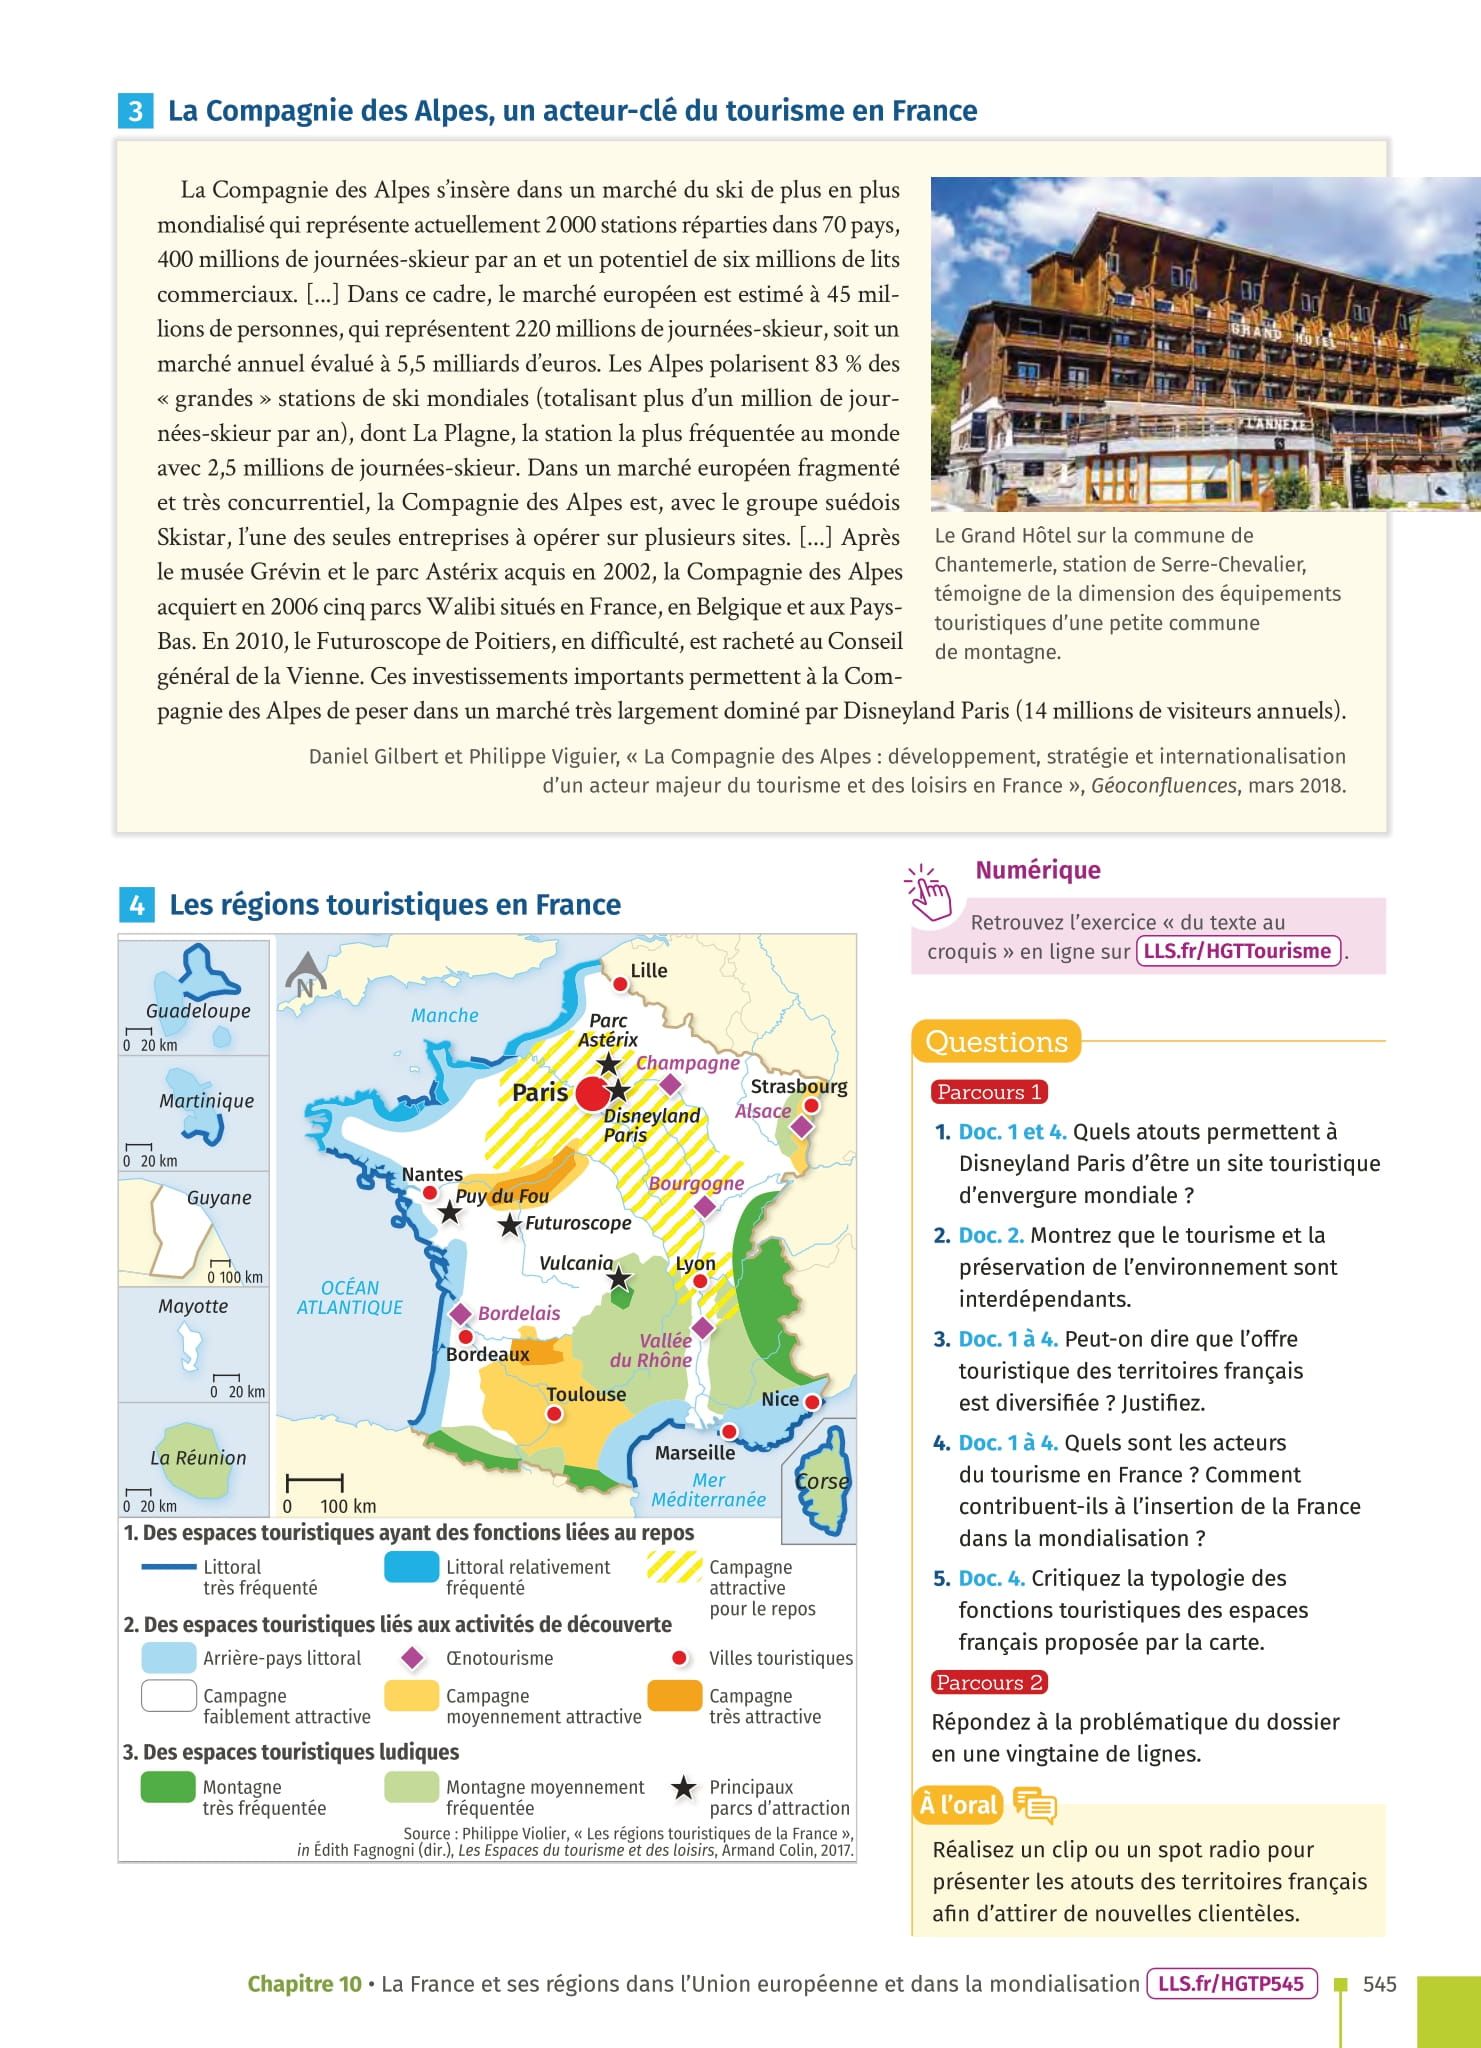 3 La Compagnie des Alpes, un acteur-clé du tourisme en France
La Compagnie des Alpes s'insère dans un marché du ski de plus en plus
mondialisé qui représente actuellement 2 000 stations réparties dans 70 pays,
400 millions de journées-skieur par an et un potentiel de six millions de lits
commerciaux. [...] Dans ce cadre, le marché européen est estimé à 45 mil-
lions de personnes, qui représentent 220 millions de journées-skieur, soit un
marché annuel évalué à 5,5 milliards d'euros. Les Alpes polarisent 83 % des
« grandes » stations de ski mondiales (totalisant plus d'un million de jour-
nées-skieur par an), dont La Plagne, la station la plus fréquentée au monde
avec 2,5 millions de journées-skieur. Dans un marché européen fragmenté
et très concurrentiel, la Compagnie des Alpes est, avec le groupe suédois
Skistar, l'une des seules entreprises à opérer sur plusieurs sites. [...] Après
le musée Grévin et le parc Astérix acquis en 2002, la Compagnie des Alpes
acquiert en 2006 cinq parcs Walibi situés en France, en Belgique et aux Pays-
Bas. En 2010, le Futuroscope de Poitiers, en difficulté, est racheté au Conseil
général de la Vienne. Ces investissements importants permettent à la Com-
pagnie des Alpes de peser dans un marché très largement dominé par Disneyland Paris (14 millions de visiteurs annuels).
Daniel Gilbert et Philippe Viguier, « La Compagnie des Alpes : développement, stratégie et internationalisation
d'un acteur majeur du tourisme et des loisirs en France », Géoconfluences, mars 2018.
GRAND HOTEL
L'ANNEXE
Le Grand Hôtel sur la commune de
Chantemerle, station de Serre-Chevalier,
témoigne de la dimension des équipements
touristiques d'une petite commune
de montagne.
4 Les régions touristiques en France
Guadeloupe
0 20 km
Martinique
0 20 km
Guyane
0 100 km
Mayotte
0 20 km
La Réunion
0 20 km
N
Lille
Manche
Parc
Astérix
Champagne
Paris
Strasbourg
Disneyland
Paris
Alsace
Nantes
Puy du Fou
Bourgogne
Futuroscope
Vulcania
Lyon
OCÉAN
ATLANTIQUE
Bordelais
Vallée
du Rhône
Bordeaux
Toulouse
Nice
Marseille
Mer
Méditerranée
Corse
0 100 km
1. Des espaces touristiques ayant des fonctions liées au repos
Littoral
très fréquenté
Littoral relativement
fréquenté
Campagne
attractive
pour le repos
2. Des espaces touristiques liés aux activités de découverte
Arrière-pays littoral
Œnotourisme
Villes touristiques
Campagne
faiblement attractive
Campagne
moyennement attractive
Campagne
très attractive
3. Des espaces touristiques ludiques
Montagne
très fréquentée
Montagne moyennement
fréquentée
Principaux
parcs d'attraction
Source : Philippe Violier, « Les régions touristiques de la France »,
in Édith Fagnogni (dir.), Les Espaces du tourisme et des loisirs, Armand Colin, 2017.
Numérique
Retrouvez l'exercice « du texte au
croquis » en ligne sur LLS.fr/HGTTourisme .
Questions
Parcours 1
1. Doc. 1 et 4. Quels atouts permettent à
Disneyland Paris d'être un site touristique
d'envergure mondiale ?
2. Doc. 2. Montrez que le tourisme et la
préservation de l'environnement sont
interdépendants.
3. Doc. 1 à 4. Peut-on dire que l'offre
touristique des territoires français
est diversifiée ? Justifiez.
4. Doc. 1 à 4. Quels sont les acteurs
du tourisme en France ? Comment
contribuent-ils à l'insertion de la France
dans la mondialisation ?
5. Doc. 4. Critiquez la typologie des
fonctions touristiques des espaces
français proposée par la carte.
Parcours 2
Répondez à la problématique du dossier
en une vingtaine de lignes.
À l'oral
Réalisez un clip ou un spot radio pour
présenter les atouts des territoires français
afin d'attirer de nouvelles clientèles.
Chapitre 10 • La France et ses régions dans l'Union européenne et dans la mondialisation LLS.fr/HGTP545 545